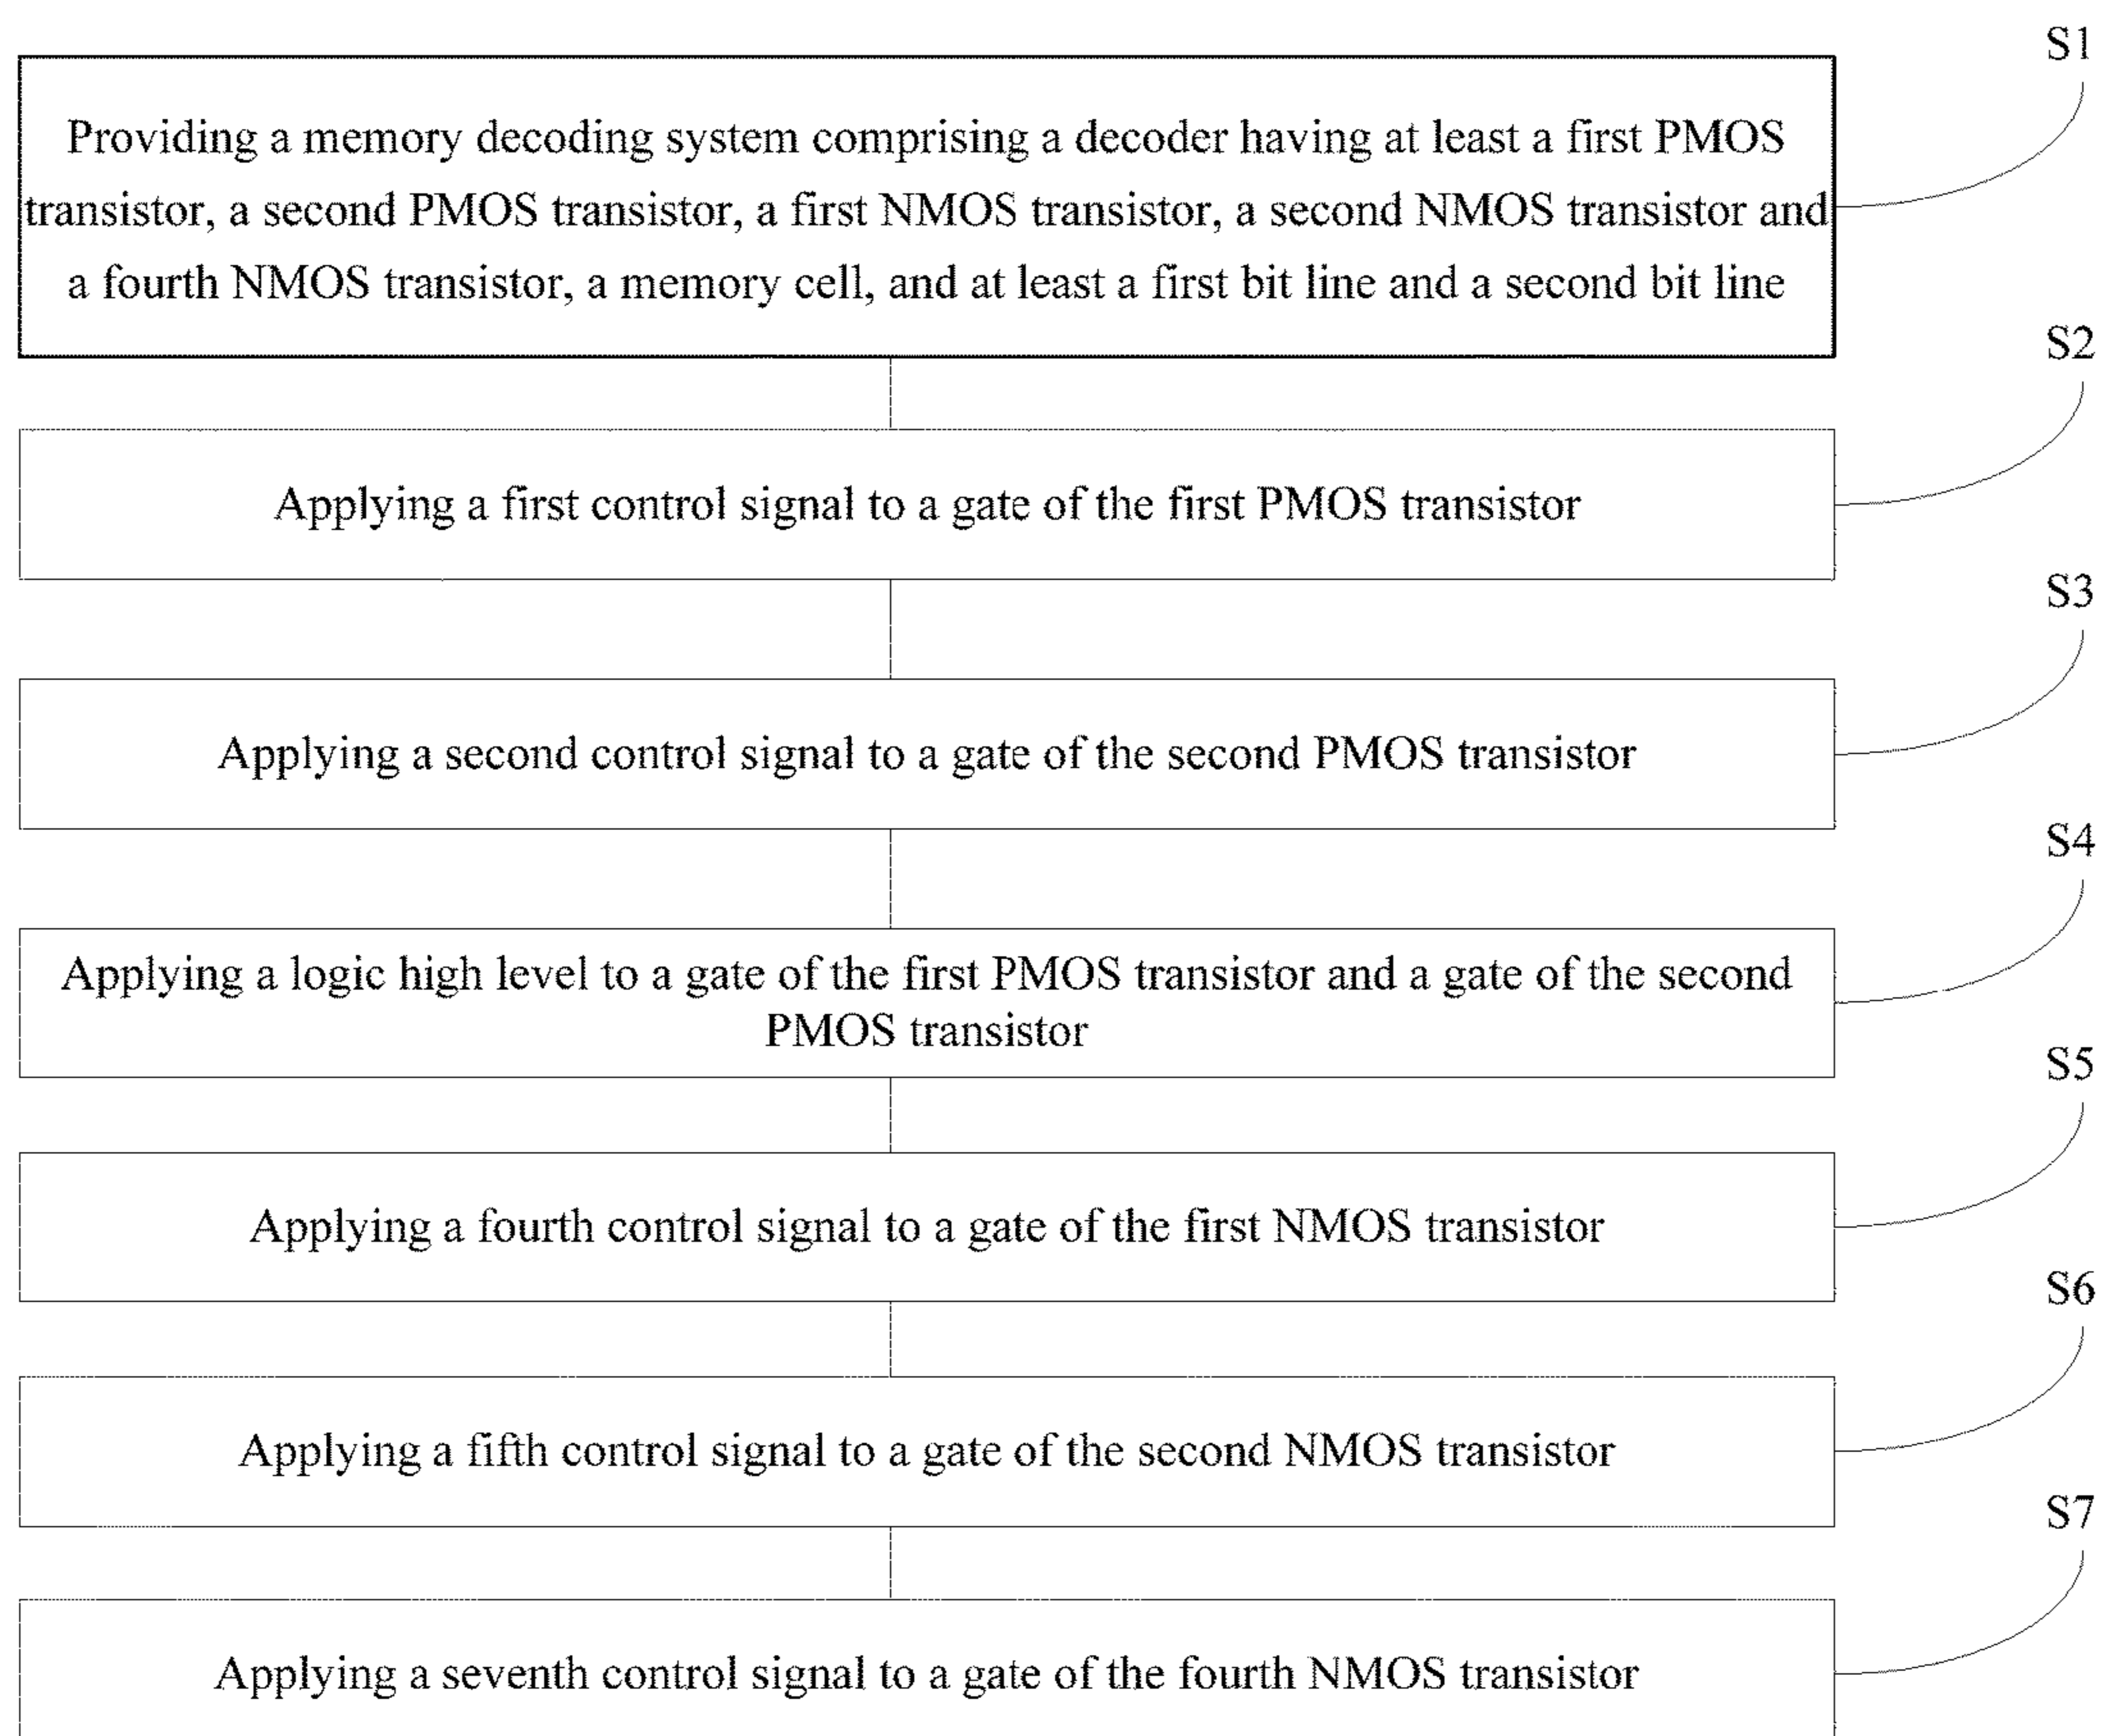 S1
Providing a memory decoding system comprising a decoder having at least a first PMOS
transistor, a second PMOS transistor, a first NMOS transistor, a second NMOS transistor and
a fourth NMOS transistor, a memory cell, and at least a first bit line and a second bit line
S2
Applying a first control signal to a gate of the first PMOS transistor
S3
Applying a second control signal to a gate of the second PMOS transistor
S4
Applying a logic high level to a gate of the first PMOS transistor and a gate of the second
PMOS transistor
S5
Applying a fourth control signal to a gate of the first NMOS transistor
S6
Applying a fifth control signal to a gate of the second NMOS transistor
S7
Applying a seventh control signal to a gate of the fourth NMOS transistor